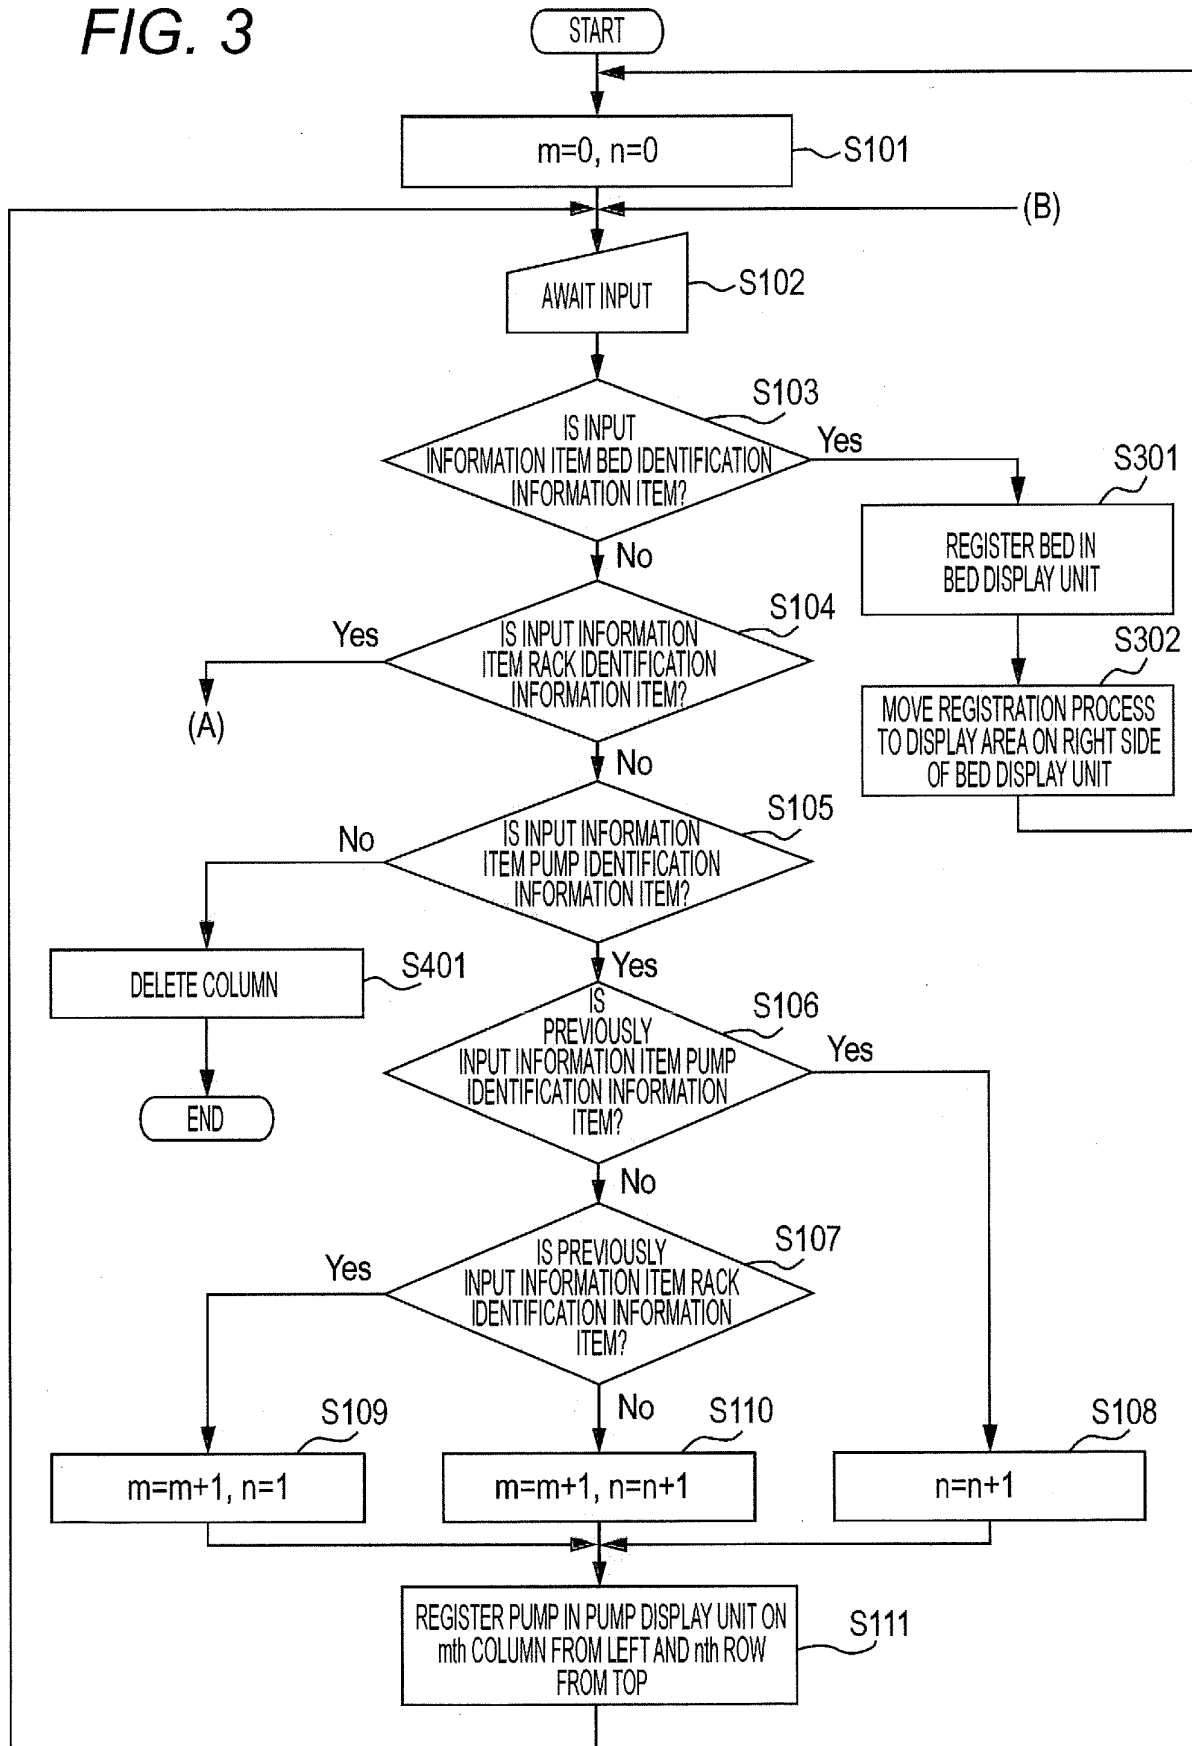 FIG. 3
START
m=0, n=0
S101
(B)
AWAIT INPUT
S102
S103
IS INPUT
INFORMATION ITEM BED IDENTIFICATION
INFORMATION ITEM?
Yes
No
S301
REGISTER BED IN
BED DISPLAY UNIT
S104
IS INPUT INFORMATION
ITEM RACK IDENTIFICATION
INFORMATION ITEM?
Yes
(A)
No
S302
MOVE REGISTRATION PROCESS
TO DISPLAY AREA ON RIGHT SIDE
OF BED DISPLAY UNIT
S105
IS INPUT INFORMATION
ITEM PUMP IDENTIFICATION
INFORMATION ITEM?
No
Yes
DELETE COLUMN
S401
END
S106
IS
PREVIOUSLY
INPUT INFORMATION ITEM PUMP
IDENTIFICATION INFORMATION
ITEM?
Yes
No
S107
IS PREVIOUSLY
INPUT INFORMATION ITEM RACK
IDENTIFICATION INFORMATION
ITEM?
Yes
No
S109
m=m+1, n=1
S110
m=m+1, n=n+1
S108
n=n+1
REGISTER PUMP IN PUMP DISPLAY UNIT ON
mth COLUMN FROM LEFT AND nth ROW
FROM TOP
S111